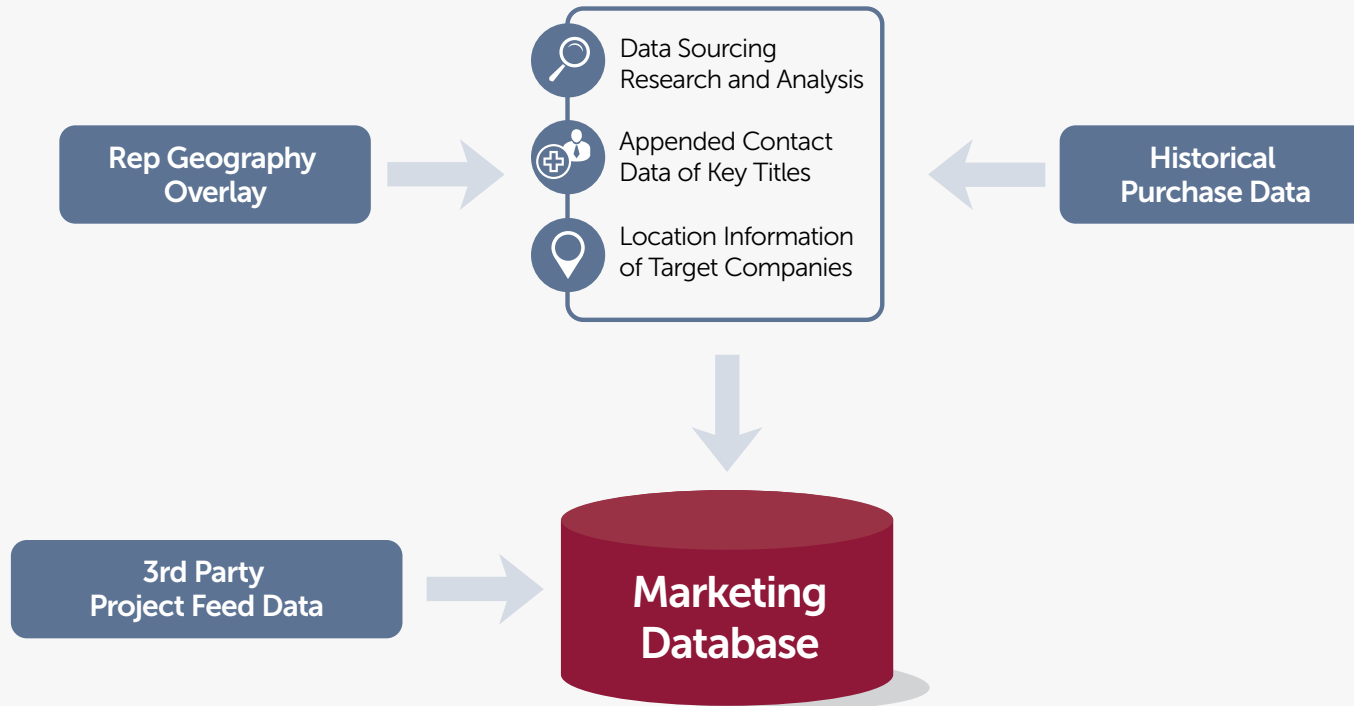 Data Sourcing
Research and Analysis
Appended Contact
Data of Key Titles
Location Information
of Target Companies
Rep Geography
Overlay
Historical
Purchase Data
3rd Party
Project Feed Data
Marketing
Database